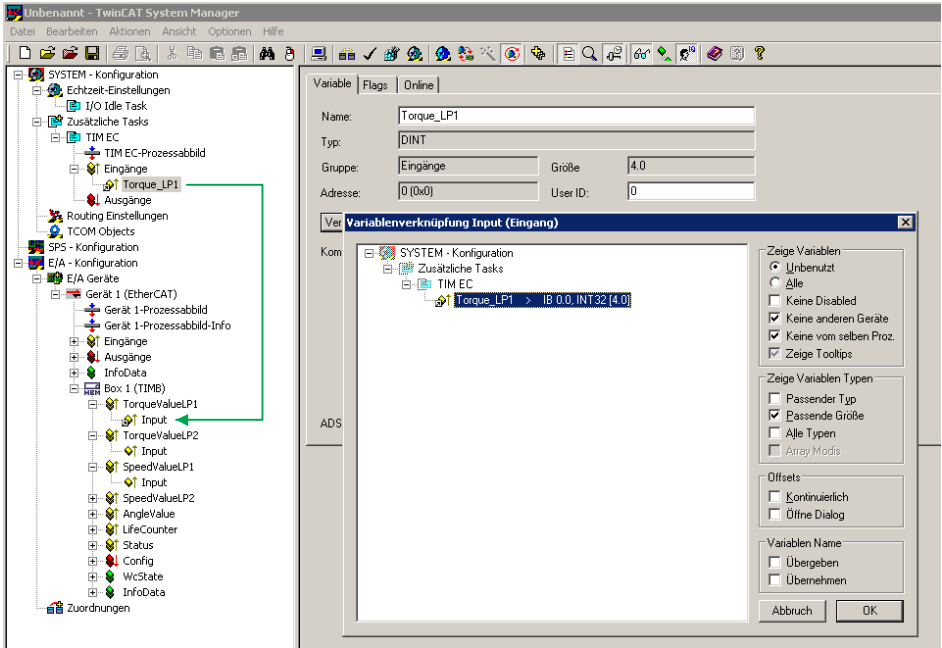 Unbenannt - TwinCAT System Manager
Datei Bearbeiten Aktionen Ansicht Optionen Hilfe
SYSTEM - Konfiguration
Echtzeit-Einstellungen
I/O Idle Task
Zusätzliche Tasks
TIM EC
TIM EC-Prozessabbild
Eingänge
Torque_LP1
Ausgänge
Routing Einstellungen
TCOM Objects
SPS - Konfiguration
E/A - Konfiguration
E/A Geräte
Gerät 1 (EtherCAT)
Gerät 1-Prozessabbild
Gerät 1-Prozessabbild-Info
Eingänge
Ausgänge
InfoData
HBM Box 1 (TIMB)
TorqueValueLP1
Input
TorqueValueLP2
Input
SpeedValueLP1
Input
SpeedValueLP2
AngleValue
LifeCounter
Status
Config
WcState
InfoData
Zuordnungen
Variable Flags Online
Name: Torque_LP1
Typ: DINT
Gruppe: Eingänge Größe 4.0
Adresse: 0 (0x0) User ID: 0
Ver
Kom
ADS
Variablenverknüpfung Input (Eingang)
SYSTEM - Konfiguration
Zusätzliche Tasks
TIM EC
Torque_LP1 > IB 0.0, INT32 [4.0]
Zeige Variablen
Unbenutzt
Alle
Keine Disabled
Keine anderen Geräte
Keine vom selben Proz.
Zeige Tooltips
Zeige Variablen Typen
Passender Typ
Passende Größe
Alle Typen
Array Modis
Offsets
Kontinuierlich
Öffne Dialog
Variablen Name
Übergeben
Übernehmen
Abbruch OK